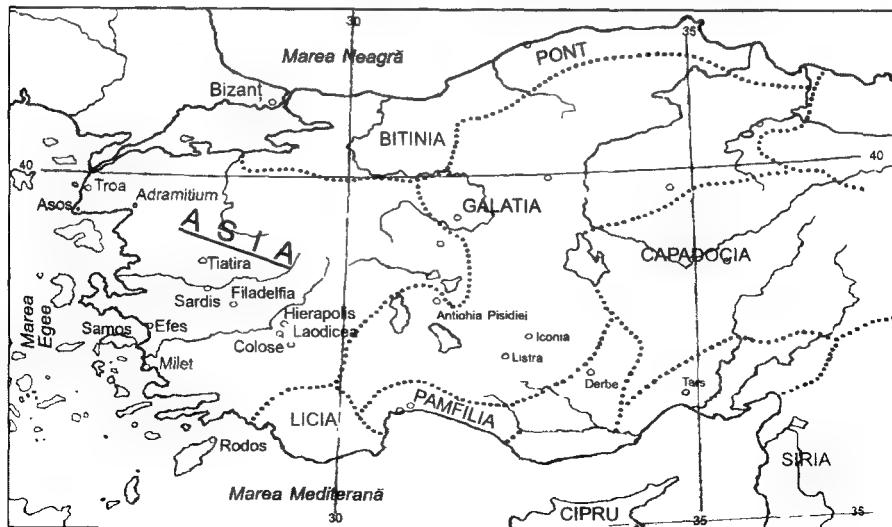 30
35
Marea Neagră
PONT
Bizanț
BITINIA
40
40
Troa
Adramitium
Asos
GALATIA
ASIA
CAPADOCIA
Tiatira
Sardis
Filadelfia
Marea
Egee
Hierapolis
Laodicea
Antiohia Pisidiei
Samos
Efes
Colose
Iconia
Listra
Milet
Derbe
Tars
LICIA
PAMFILIA
Rodos
SIRIA
Marea Mediterană
CIPRU
30
35
35